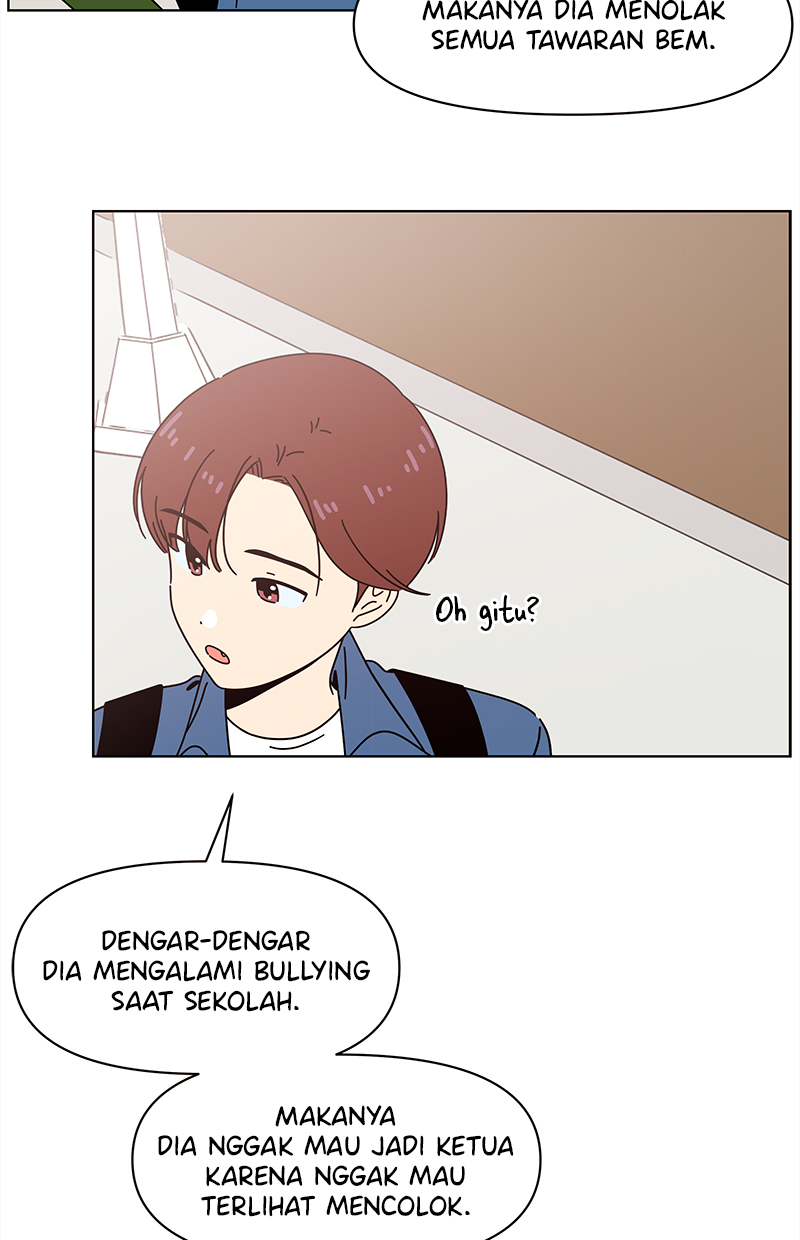 MAKANYA DIA MENOLAK
SEMUA TAWARAN BEM.
Oh gitu?
DENGAR-DENGAR
DIA MENGALAMI BULLYING
SAAT SEKOLAH.
MAKANYA
DIA NGGAK MAU JADI KETUA
KARENA NGGAK MAU
TERLIHAT MENCOLOK.